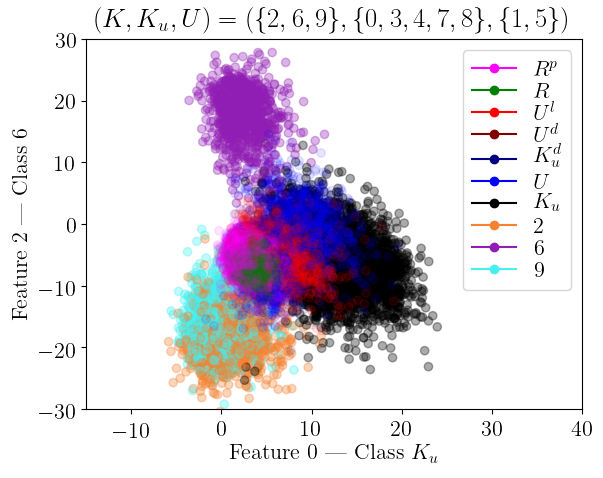 (K, K_u, U) = ({2, 6, 9}, {0, 3, 4, 7, 8}, {1, 5})
30
20
10
0
−10
−20
−30
Feature 2 — Class 6
−10
0
10
20
30
40
Feature 0 — Class K_u
R^p
R
U^l
U^d
K_u^d
U
K_u
2
6
9